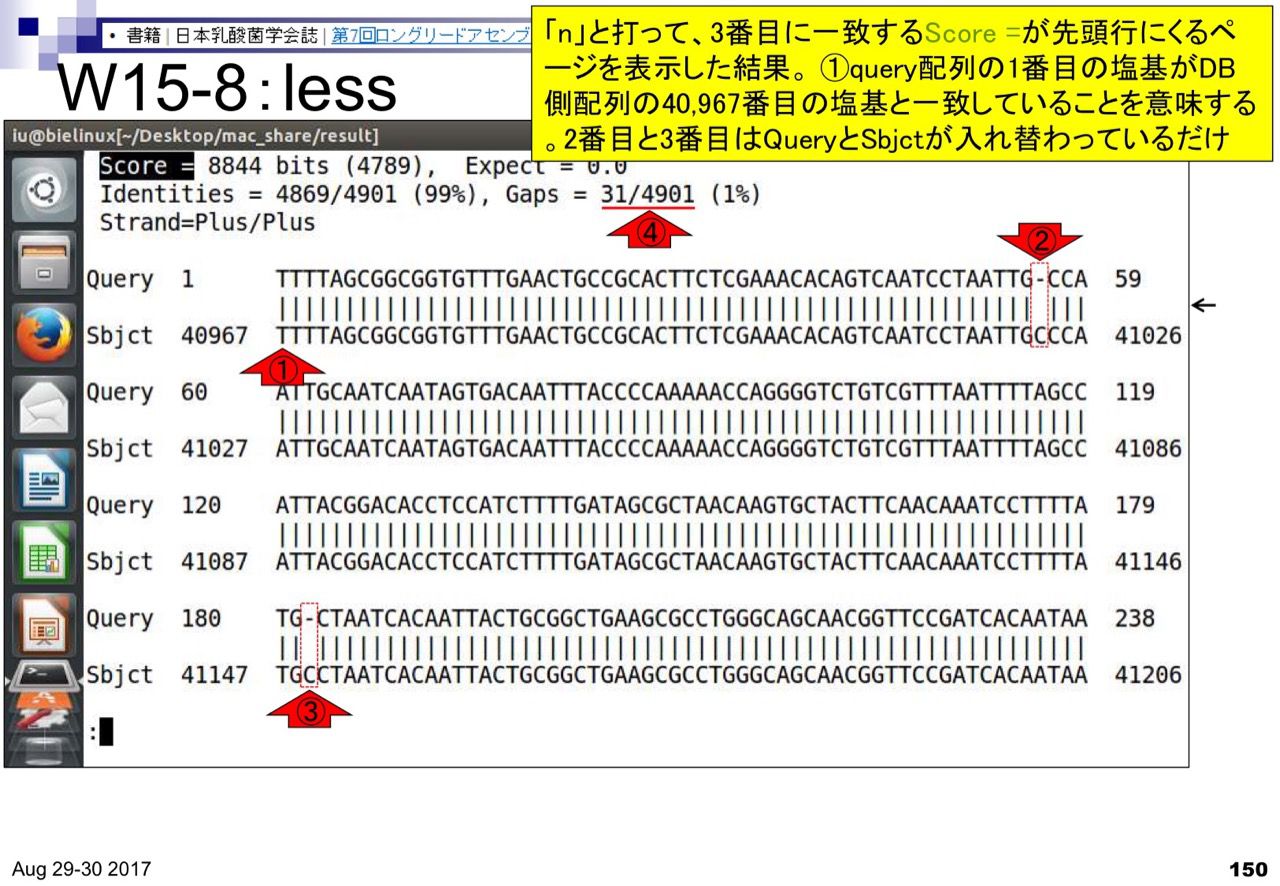 • 書籍 | 日本乳酸菌学会誌 | 第7回ロングリードアセンブ
W15-8：less
「n」と打って、3番目に一致するScore =が先頭行にくるペ
ージを表示した結果。①query配列の1番目の塩基がDB
側配列の40,967番目の塩基と一致していることを意味する
。2番目と3番目はQueryとSbjctが入れ替わっているだけ
iu@bielinux[~/Desktop/mac_share/result]
Score = 8844 bits (4789),  Expect = 0.0
Identities = 4869/4901 (99%), Gaps = 31/4901 (1%)
Strand=Plus/Plus
④
②
Query  1     TTTTAGCGGCGGTGTTTGAACTGCCGCACTTCTCGAAACACAGTCAATCCTAATTG-CCA  59
|||||||||||||||||||||||||||||||||||||||||||||||||||||||| |||
Sbjct  40967  TTTTAGCGGCGGTGTTTGAACTGCCGCACTTCTCGAAACACAGTCAATCCTAATTGCCCA  41026
①
Query  60     ATTGCAATCAATAGTGACAATTTACCCCAAAAACCAGGGGTCTGTCGTTTAATTTTAGCC  119
||||||||||||||||||||||||||||||||||||||||||||||||||||||||||||
Sbjct  41027  ATTGCAATCAATAGTGACAATTTACCCCAAAAACCAGGGGTCTGTCGTTTAATTTTAGCC  41086
Query  120    ATTACGGACACCTCCATCTTTTGATAGCGCTAACAAGTGCTACTTCAACAAATCCTTTTA  179
||||||||||||||||||||||||||||||||||||||||||||||||||||||||||||
Sbjct  41087  ATTACGGACACCTCCATCTTTTGATAGCGCTAACAAGTGCTACTTCAACAAATCCTTTTA  41146
Query  180    TG-CTAATCACAATTACTGCGGCTGAAGCGCCTGGGCAGCAACGGTTCCGATCACAATAA  238
|| |||||||||||||||||||||||||||||||||||||||||||||||||||||||||
Sbjct  41147  TGCCTAATCACAATTACTGCGGCTGAAGCGCCTGGGCAGCAACGGTTCCGATCACAATAA  41206
③
:
Aug 29-30 2017
150